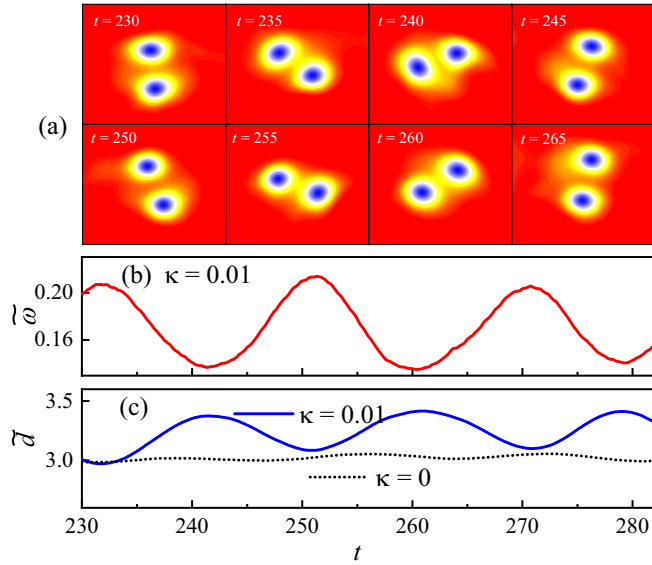 t = 230 t = 235 t = 240 t = 245
(a)
t = 250 t = 255 t = 260 t = 265
(b) κ = 0.01
0.20
0.16
ω̃
(c) κ = 0.01
3.5
3.0
d̃
κ = 0
230 240 250 260 270 280
t